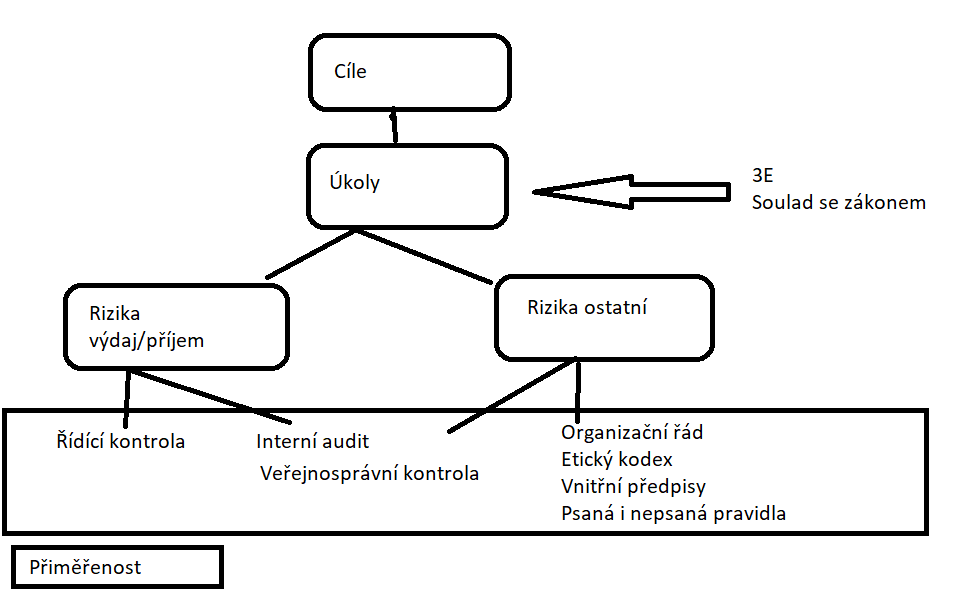 Cíle
Úkoly
3E
Soulad se zákonem
Rizika
výdaj/příjem
Rizika ostatní
Řídící kontrola
Interní audit
Veřejnosprávní kontrola
Organizační řád
Etický kodex
Vnitřní předpisy
Psaná i nepsaná pravidla
Přiměřenost